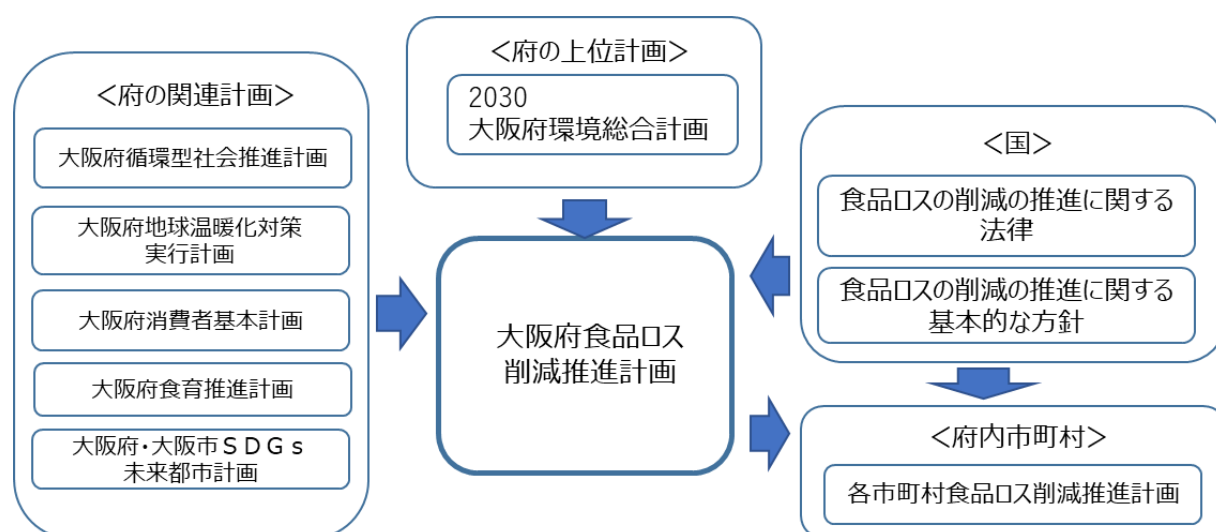 ＜府の関連計画＞
大阪府循環型社会推進計画
大阪府地球温暖化対策
実行計画
大阪府消費者基本計画
大阪府食育推進計画
大阪府・大阪市ＳＤＧｓ
未来都市計画
＜府の上位計画＞
2030
大阪府環境総合計画
大阪府食品ロス
削減推進計画
＜国＞
食品ロスの削減の推進に関する
法律
食品ロスの削減の推進に関する
基本的な方針
＜府内市町村＞
各市町村食品ロス削減推進計画